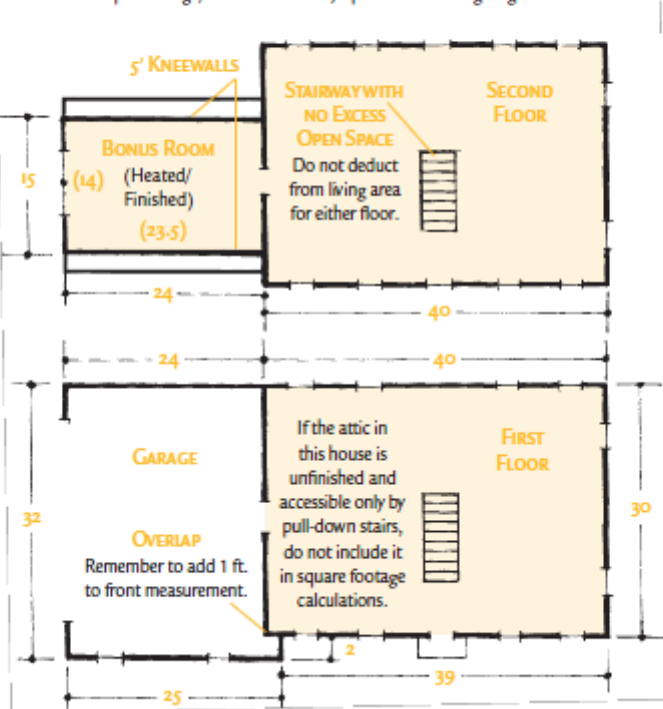 5' KNEEWALLS
STAIRWAY WITH
NO EXCESS
OPEN SPACE
Do not deduct
from living area
for either floor.
SECOND
FLOOR
BONUS ROOM
(Heated/
Finished)
(14)
(23.5)
15
24
40
24
40
GARAGE
OVERLAP
Remember to add 1 ft.
to front measurement.
If the attic in
this house is
unfinished and
accessible only by
pull-down stairs,
do not include it
in square footage
calculations.
FIRST
FLOOR
32
30
2
39
25